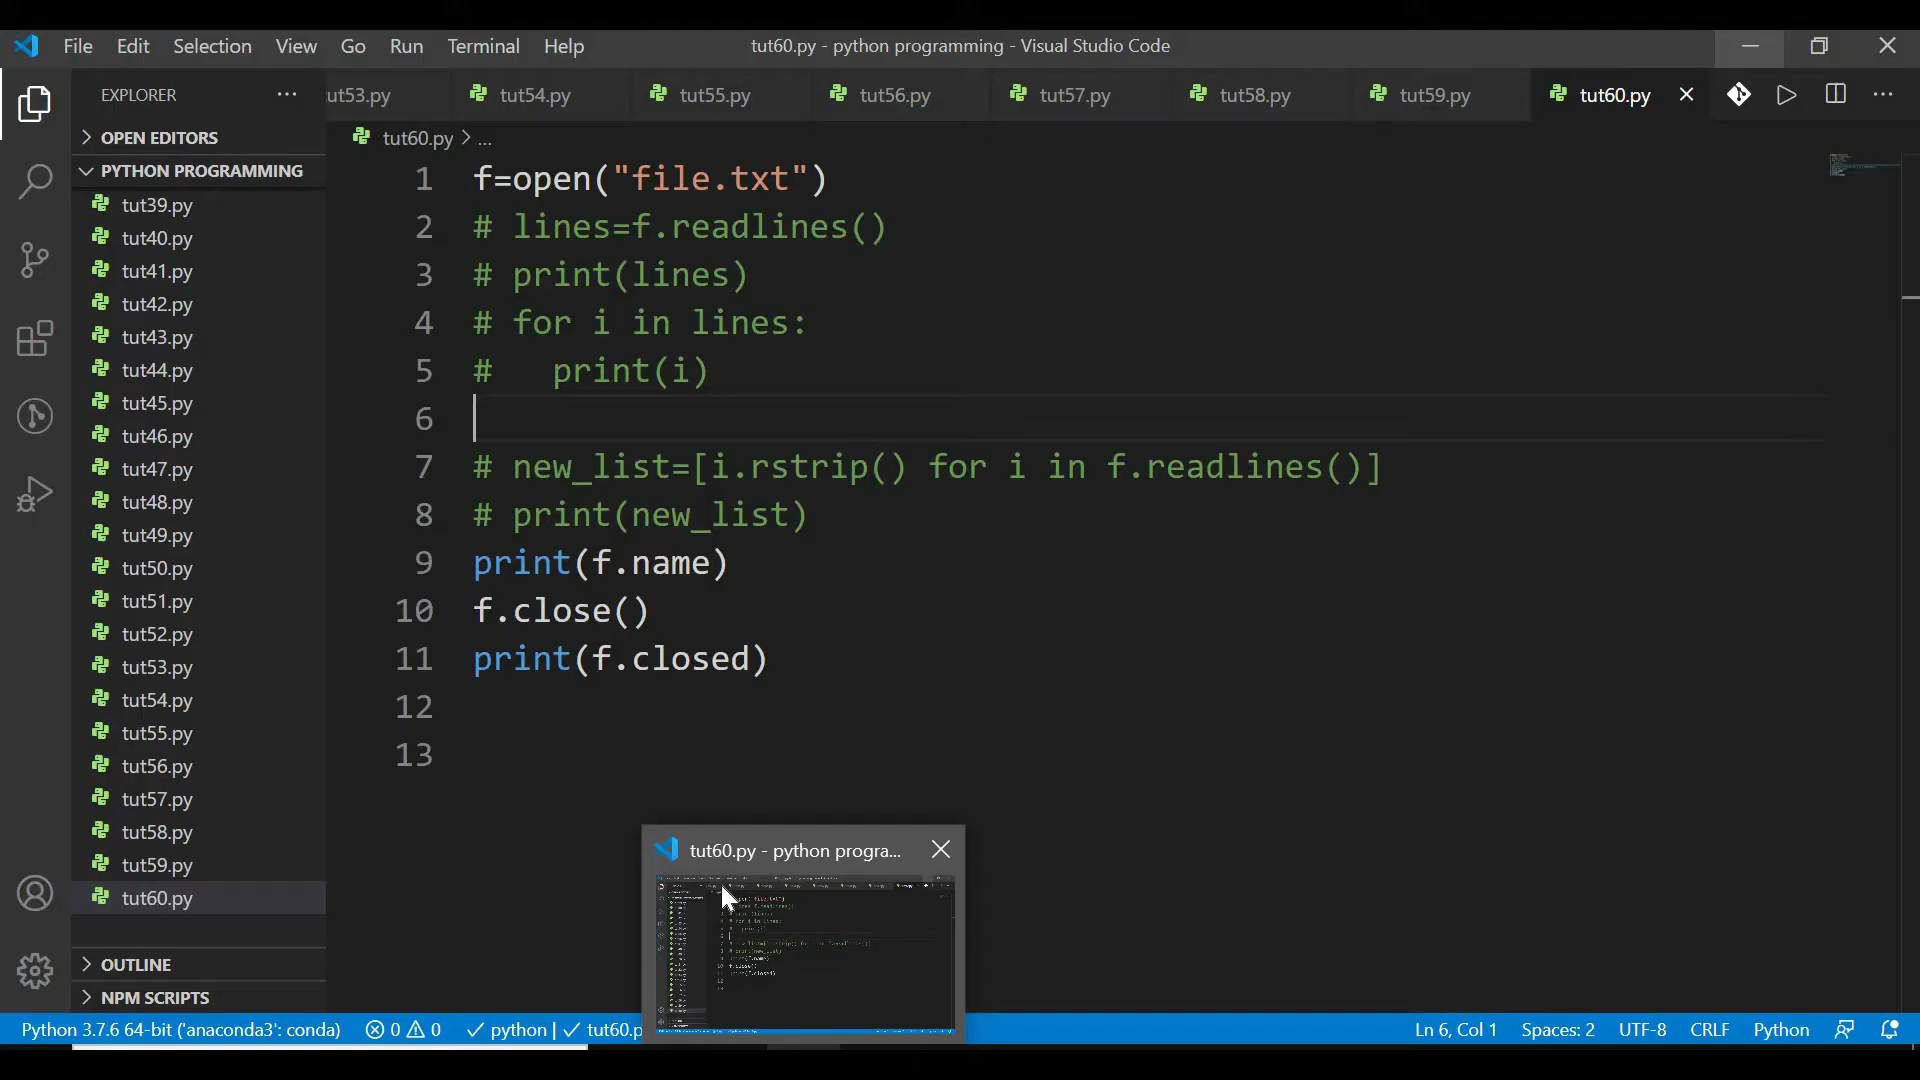 File Edit Selection View Go Run Terminal Help
tut60.py - python programming - Visual Studio Code
EXPLORER
ut53.py
tut54.py
tut55.py
tut56.py
tut57.py
tut58.py
tut59.py
tut60.py
OPEN EDITORS
tut60.py > ...
PYTHON PROGRAMMING
tut39.py
tut40.py
tut41.py
tut42.py
tut43.py
tut44.py
tut45.py
tut46.py
tut47.py
tut48.py
tut49.py
tut50.py
tut51.py
tut52.py
tut53.py
tut54.py
tut55.py
tut56.py
tut57.py
tut58.py
tut59.py
tut60.py
OUTLINE
NPM SCRIPTS
1 f=open("file.txt")
2 # lines=f.readlines()
3 # print(lines)
4 # for i in lines:
5 #   print(i)
6
7 # new_list=[i.rstrip() for i in f.readlines()]
8 # print(new_list)
9 print(f.name)
10 f.close()
11 print(f.closed)
12
13
tut60.py - python progra...
Python 3.7.6 64-bit ('anaconda3': conda) 0 0 python | tut60.p
Ln 6, Col 1 Spaces: 2 UTF-8 CRLF Python